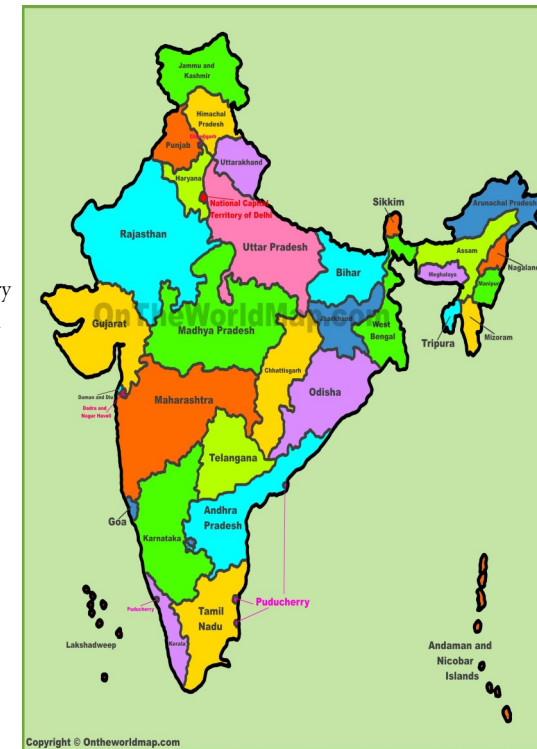 Jammu and
Kashmir
Himachal
Pradesh
Chandigarh
Punjab
Uttarakhand
Haryana
National Capital
Territory of Delhi
Sikkim
Arunachal Pradesh
Rajasthan
Uttar Pradesh
Assam
Nagaland
Bihar
Meghalaya
Manipur
ry
OnTheWorldMap.com
Gujarat
Madhya Pradesh
Jharkhand
West
Bengal
Tripura
Mizoram
Chhattisgarh
Daman and Diu
Dadra and
Nagar Haveli
Maharashtra
Odisha
Telangana
Goa
Andhra
Pradesh
Karnataka
Puducherry
Puducherry
Tamil
Nadu
Kerala
Lakshadweep
Andaman and
Nicobar
Islands
Copyright © Ontheworldmap.com